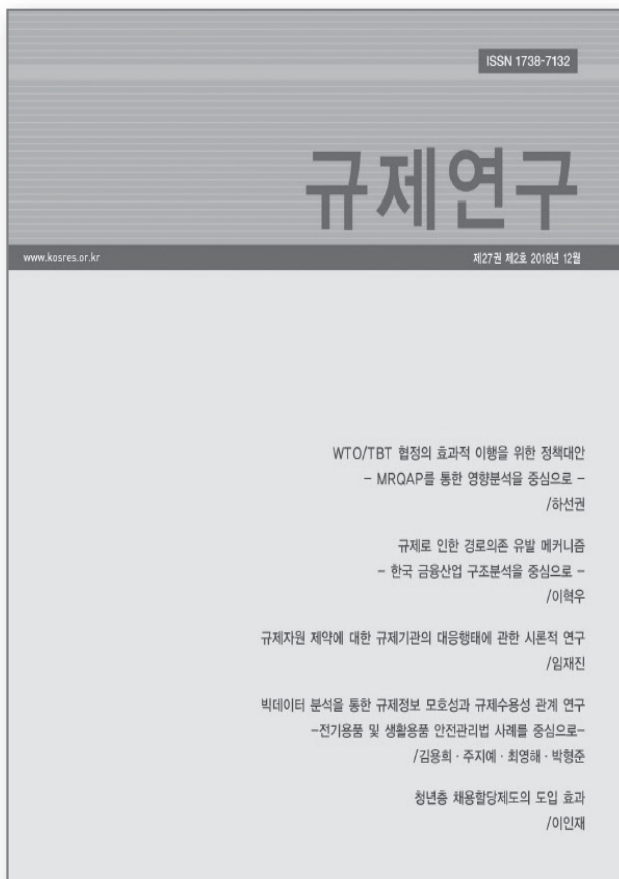 ISSN 1738-7132
규제연구
www.kosres.or.kr 제27권 제2호 2018년 12월
WTO/TBT 협정의 효과적 이행을 위한 정책대안
- MRQAP를 통한 영향분석을 중심으로 -
/하선권
규제로 인한 경로의존 유발 메커니즘
- 한국 금융산업 구조분석을 중심으로 -
/이혁우
규제자원 제약에 대한 규제기관의 대응행태에 관한 시론적 연구
/임재진
빅데이터 분석을 통한 규제정보 모호성과 규제수용성 관계 연구
-전기용품 및 생활용품 안전관리법 사례를 중심으로-
/김용희 · 주지예 · 최영해 · 박형준
청년층 채용할당제도의 도입 효과
/이인재